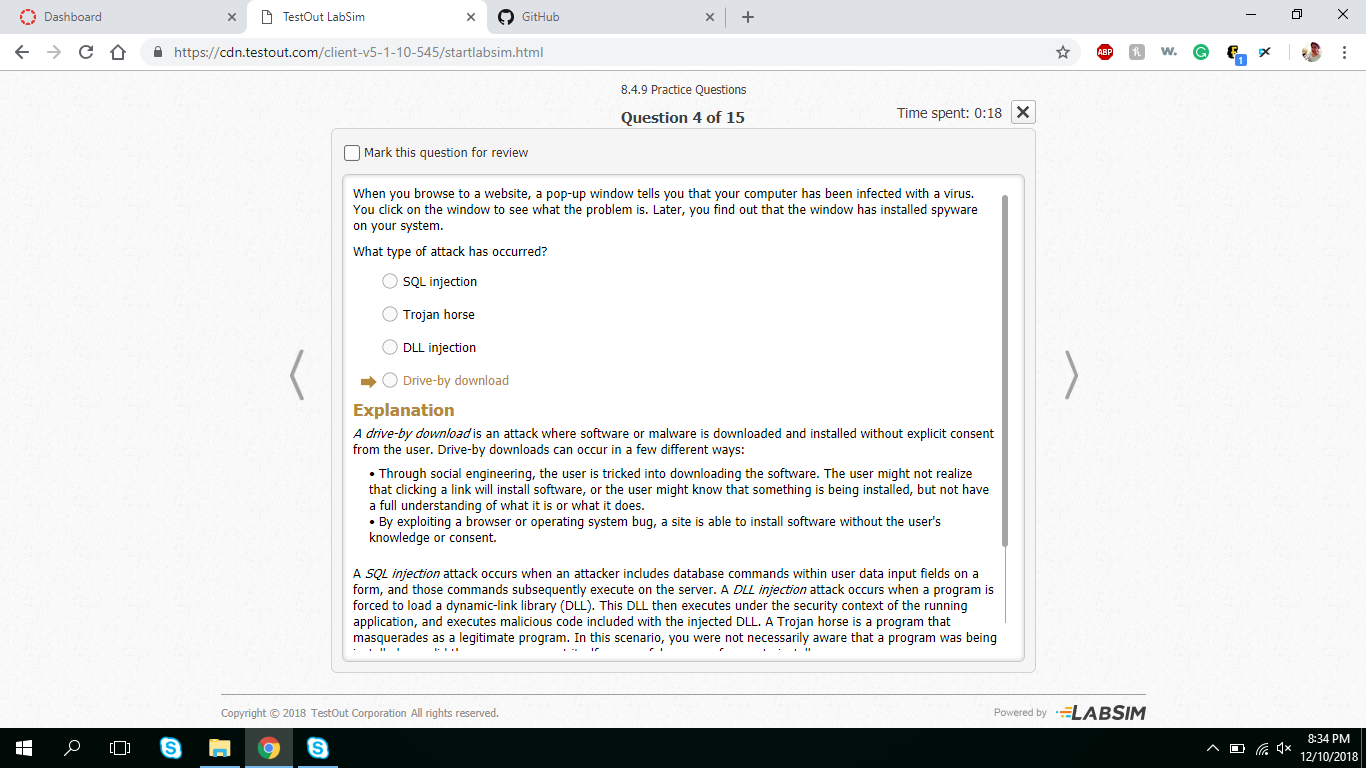 Dashboard
TestOut LabSim
GitHub
https://cdn.testout.com/client-v5-1-10-545/startlabsim.html
ABP
w.
1
8.4.9 Practice Questions
Question 4 of 15
Time spent: 0:18
Mark this question for review
When you browse to a website, a pop-up window tells you that your computer has been infected with a virus.
You click on the window to see what the problem is. Later, you find out that the window has installed spyware
on your system.
What type of attack has occurred?
SQL injection
Trojan horse
DLL injection
Drive-by download
Explanation
A drive-by download is an attack where software or malware is downloaded and installed without explicit consent
from the user. Drive-by downloads can occur in a few different ways:
• Through social engineering, the user is tricked into downloading the software. The user might not realize
that clicking a link will install software, or the user might know that something is being installed, but not have
a full understanding of what it is or what it does.
• By exploiting a browser or operating system bug, a site is able to install software without the user's
knowledge or consent.
A SQL injection attack occurs when an attacker includes database commands within user data input fields on a
form, and those commands subsequently execute on the server. A DLL injection attack occurs when a program is
forced to load a dynamic-link library (DLL). This DLL then executes under the security context of the running
application, and executes malicious code included with the injected DLL. A Trojan horse is a program that
masquerades as a legitimate program. In this scenario, you were not necessarily aware that a program was being
Copyright © 2018 TestOut Corporation All rights reserved.
Powered by LABSIM
8:34 PM
12/10/2018